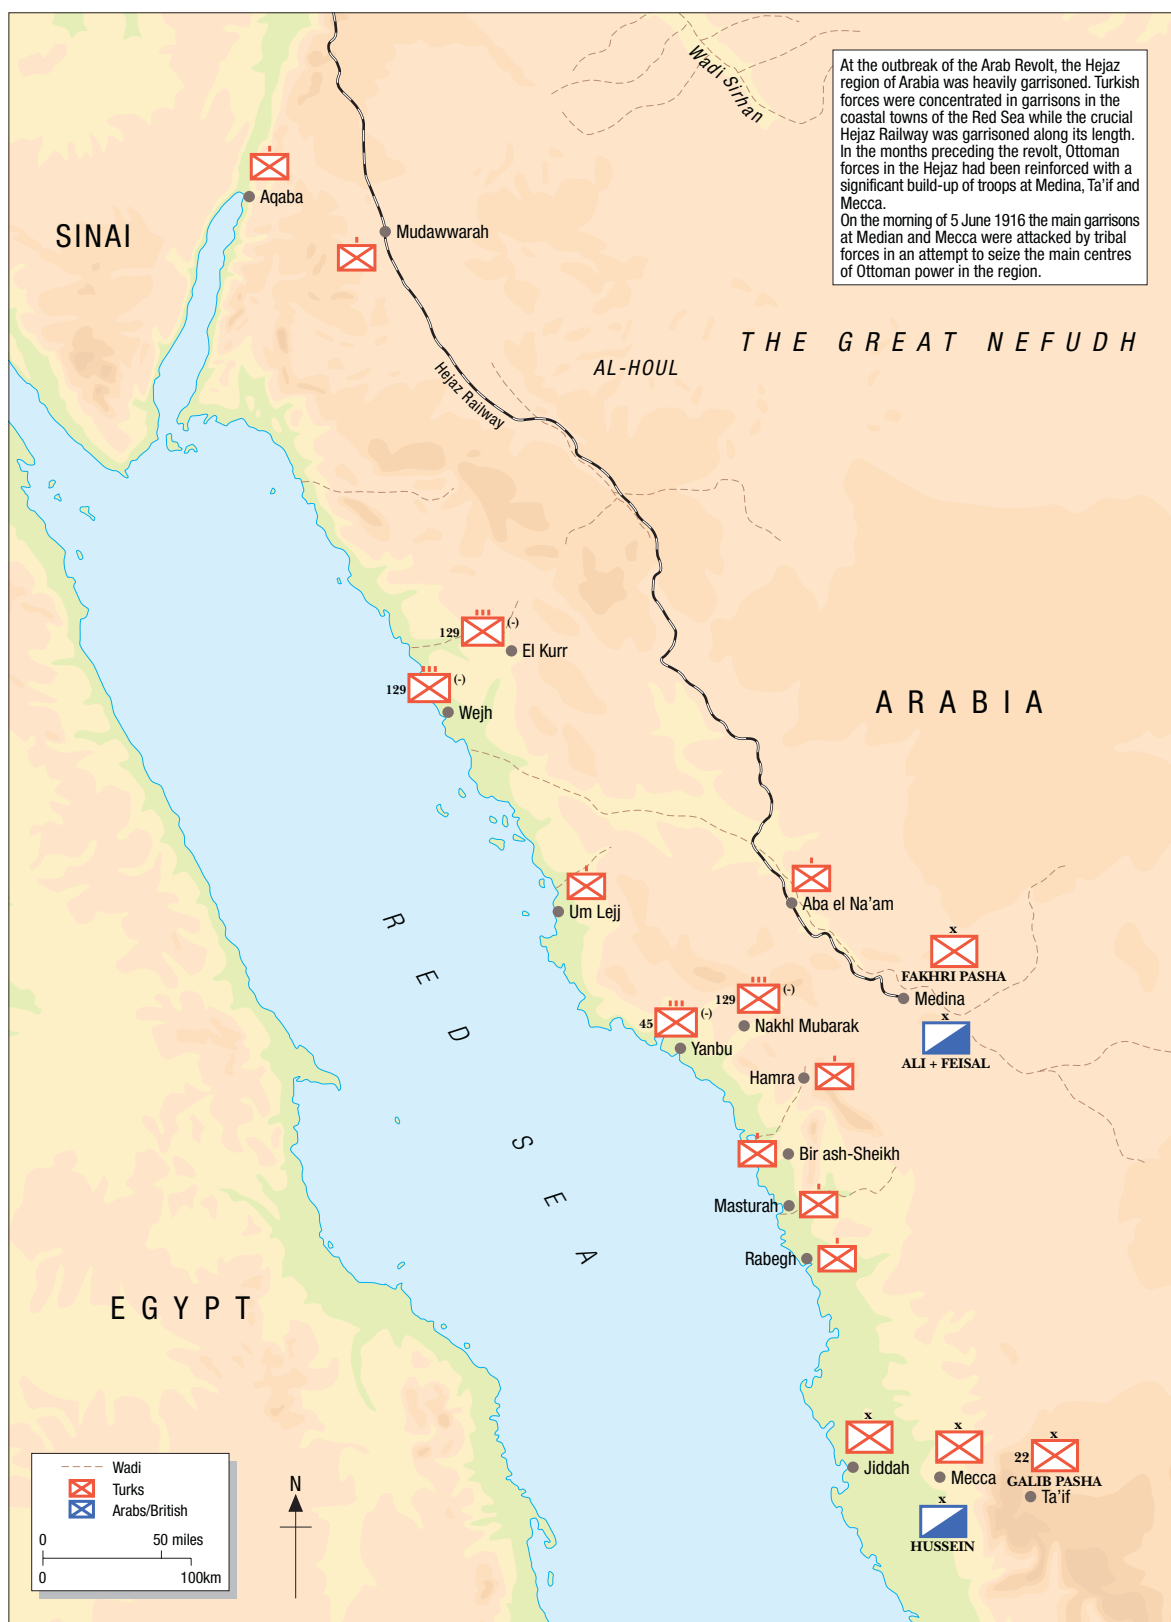 Wadi Sirhan
At the outbreak of the Arab Revolt, the Hejaz
region of Arabia was heavily garrisoned. Turkish
forces were concentrated in garrisons in the
coastal towns of the Red Sea while the crucial
Hejaz Railway was garrisoned along its length.
In the months preceding the revolt, Ottoman
forces in the Hejaz had been reinforced with a
significant build-up of troops at Medina, Ta’if and
Mecca.
On the morning of 5 June 1916 the main garrisons
at Median and Mecca were attacked by tribal
forces in an attempt to seize the main centres
of Ottoman power in the region.
Aqaba
SINAI
Mudawwarah
THE GREAT NEFUDH
AL-HOUL
Hejaz Railway
129
(-)
El Kurr
129
(-)
Wejh
ARABIA
Um Lejj
Aba el Na’am
x
FAKHRI PASHA
Medina
x
ALI + FEISAL
129
(-)
Nakhl Mubarak
45
(-)
Yanbu
Hamra
RED SEA
Bir ash-Sheikh
Masturah
Rabegh
EGYPT
x
Jiddah
x
Mecca
x
22
GALIB PASHA
Ta’if
x
HUSSEIN
Wadi
Turks
Arabs/British
0 50 miles
0 100km
N